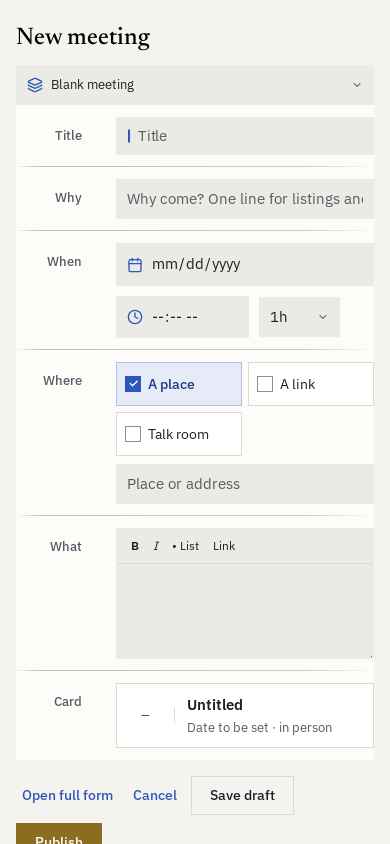 New meeting
Blank meeting
Title
Title
Why
Why come? One line for listings and
When
mm/dd/yyyy
--:-- --
1h
Where
A place
A link
Talk room
Place or address
What
B I • List Link
Card
–
Untitled
Date to be set · in person
Open full form
Cancel
Save draft
Publish